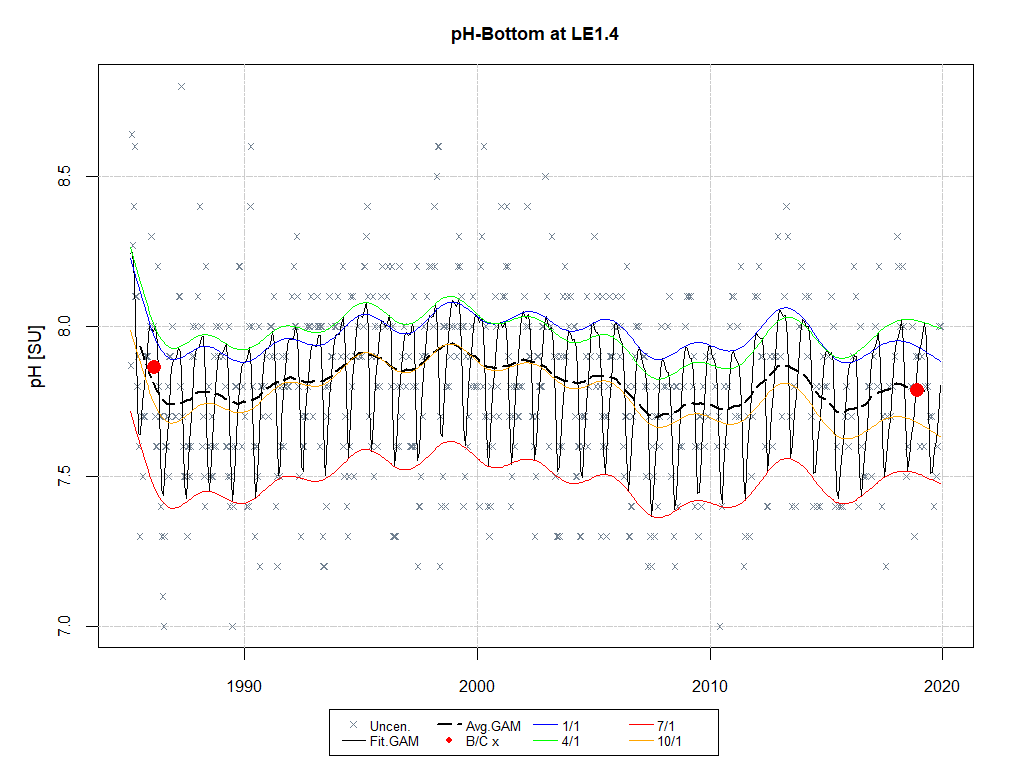 pH-Bottom at LE1.4
pH [SU]
8.5
8.0
7.5
7.0
1990 2000 2010 2020
Uncen. Avg.GAM 1/1 7/1
Fit.GAM B/C x 4/1 10/1